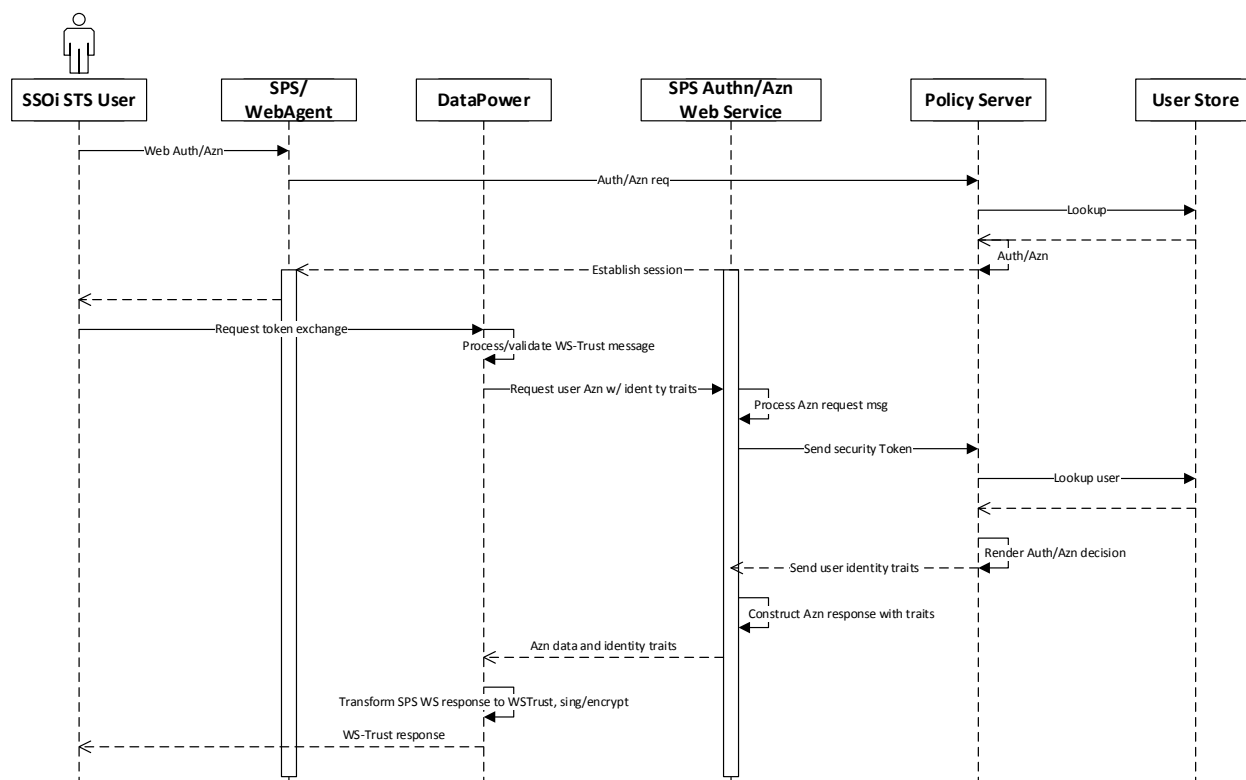 SSOi STS User
SPS/
WebAgent
DataPower
SPS Authn/Azn
Web Service
Policy Server
User Store
Web Auth/Azn
Auth/Azn req
Lookup
Auth/Azn
Establish session
Request token exchange
Process/validate WS-Trust message
Request user Azn w/ ident ty traits
Process Azn request msg
Send security Token
Lookup user
Render Auth/Azn decision
Send user identity traits
Construct Azn response with traits
Azn data and identity traits
Transform SPS WS response to WSTrust, sing/encrypt
WS-Trust response